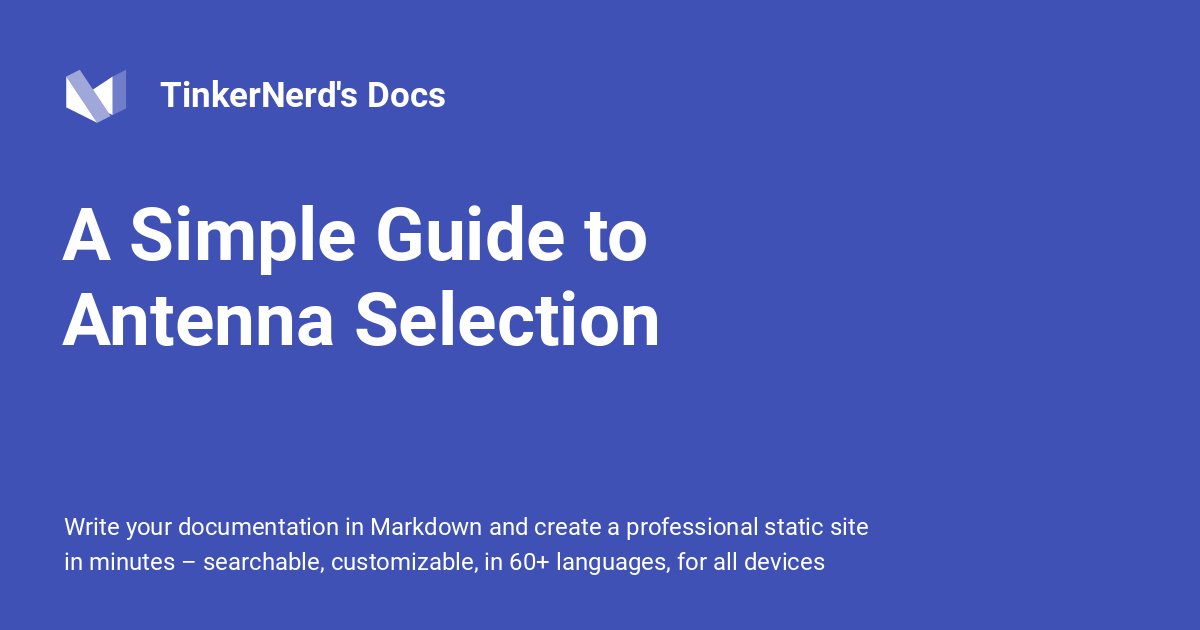 TinkerNerd's Docs
A Simple Guide to
Antenna Selection
Write your documentation in Markdown and create a professional static site
in minutes – searchable, customizable, in 60+ languages, for all devices